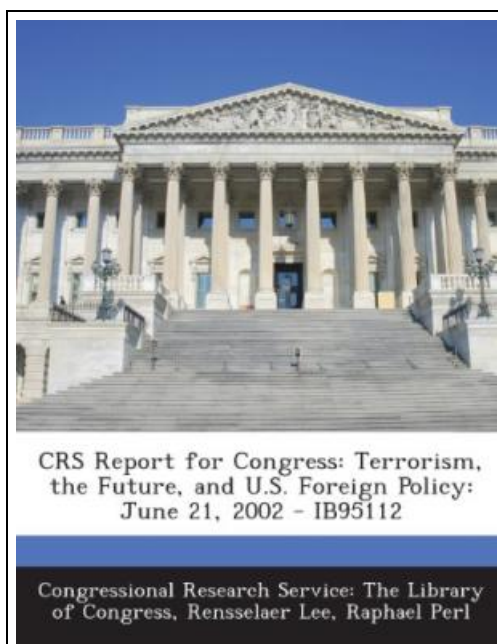 CRS Report for Congress: Terrorism,
the Future, and U.S. Foreign Policy:
June 21, 2002 - IB95112
Congressional Research Service: The Library
of Congress, Rensselaer Lee, Raphael Perl